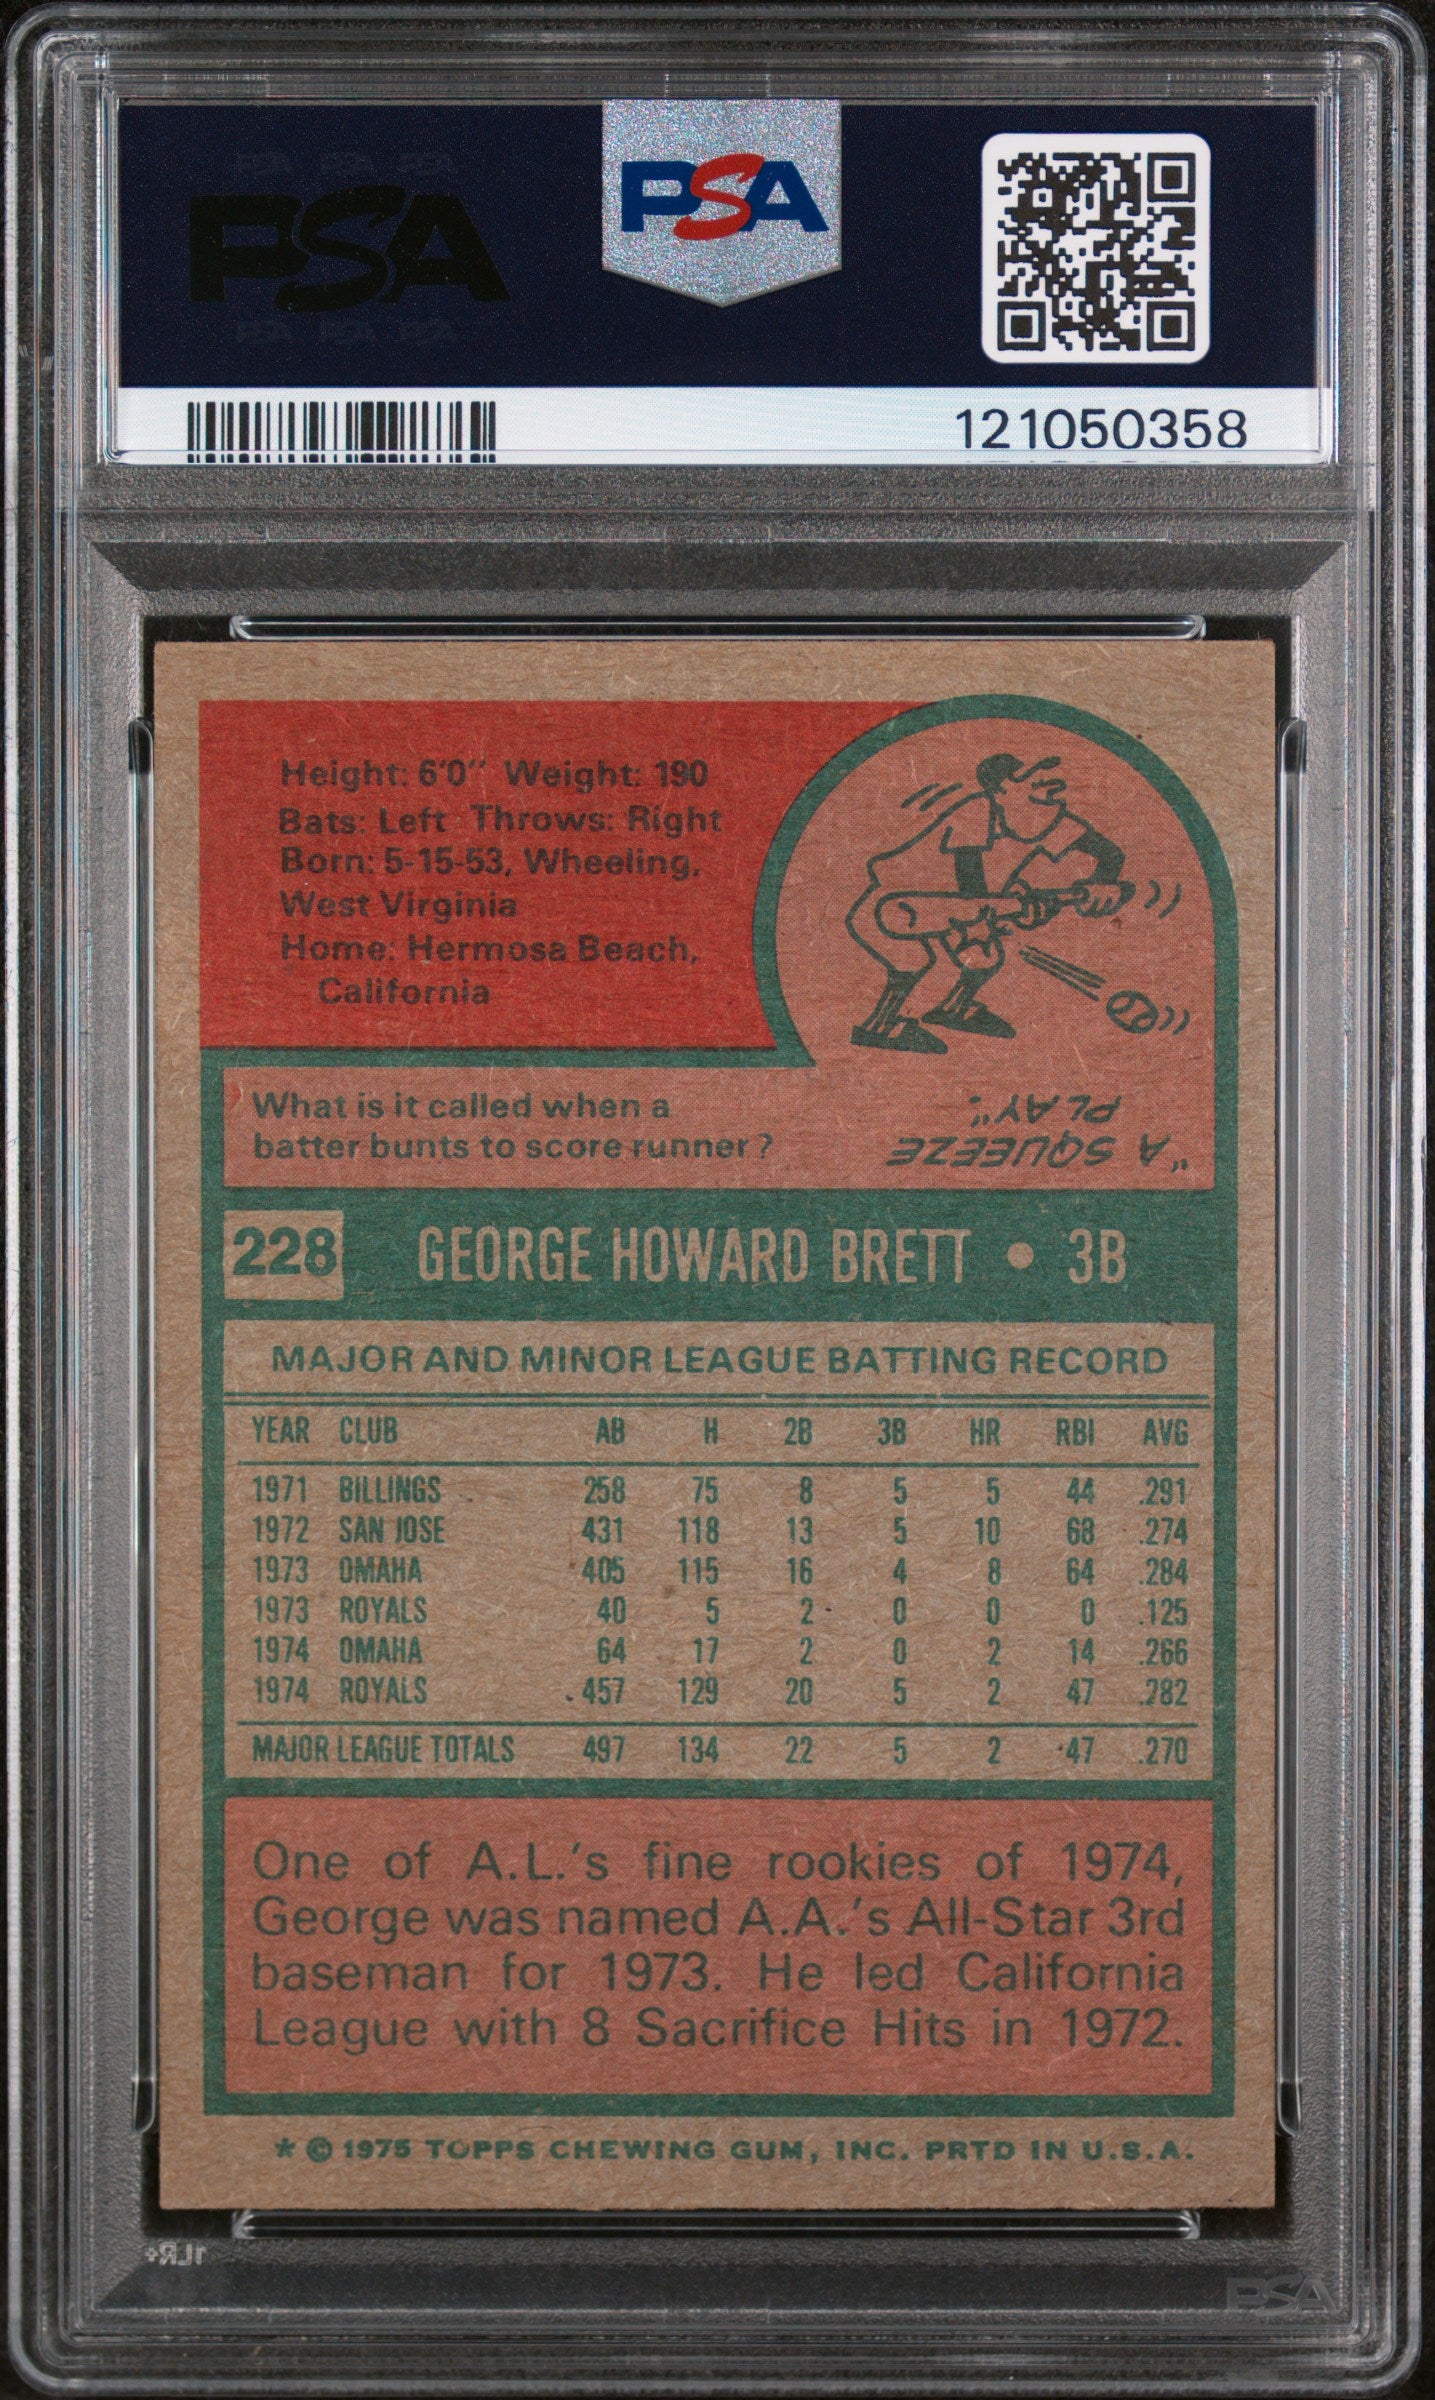 PSA
PSA
121050358
Height: 6'0" Weight: 190
Bats: Left Throws: Right
Born: 5-15-53, Wheeling,
West Virginia
Home: Hermosa Beach,
California
What is it called when a
batter bunts to score runner?
"A SQUEEZE
PLAY".
228 GEORGE HOWARD BRETT • 3B
MAJOR AND MINOR LEAGUE BATTING RECORD
YEAR CLUB AB H 2B 3B HR RBI AVG
1971 BILLINGS 258 75 8 5 5 44 .291
1972 SAN JOSE 431 118 13 5 10 68 .274
1973 OMAHA 405 115 16 4 8 64 .284
1973 ROYALS 40 5 2 0 0 0 .125
1974 OMAHA 64 17 2 0 2 14 .266
1974 ROYALS 457 129 20 5 2 47 .282
MAJOR LEAGUE TOTALS 497 134 22 5 2 47 .270
One of A.L.'s fine rookies of 1974,
George was named A.A.'s All-Star 3rd
baseman for 1973. He led California
League with 8 Sacrifice Hits in 1972.
* © 1975 TOPPS CHEWING GUM, INC. PRTD IN U.S.A.
1LR+
PSA